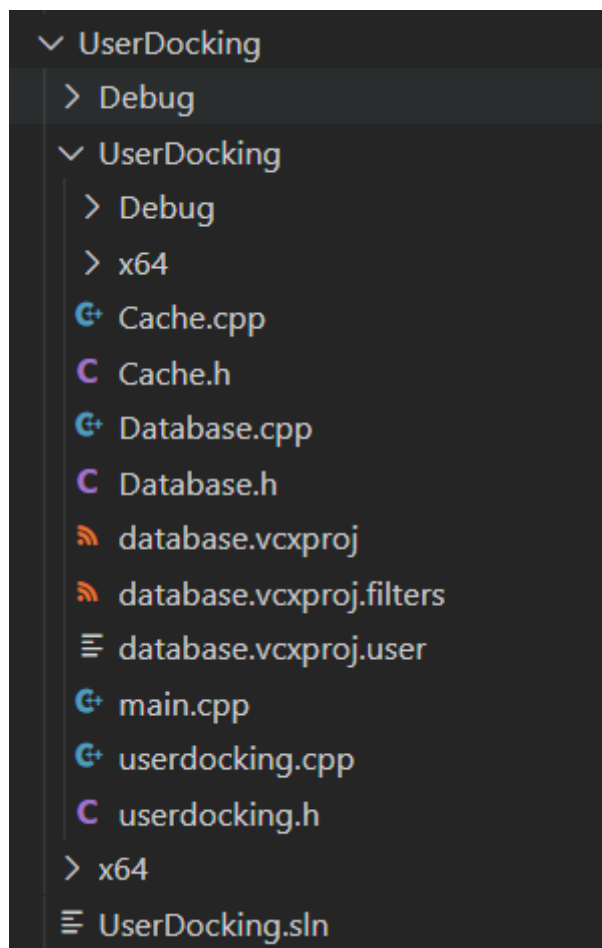 UserDocking
Debug
UserDocking
Debug
x64
Cache.cpp
Cache.h
Database.cpp
Database.h
database.vcxproj
database.vcxproj.filters
database.vcxproj.user
main.cpp
userdocking.cpp
userdocking.h
x64
UserDocking.sln